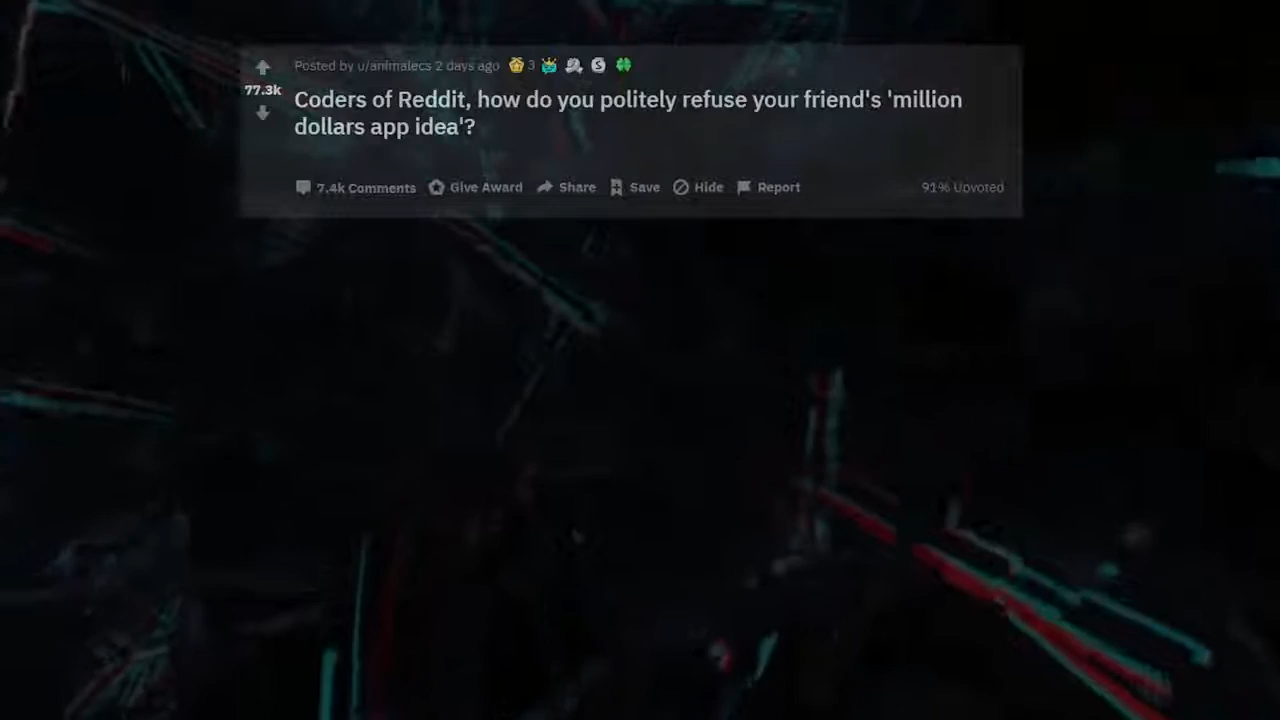 Posted by u/animalecs 2 days ago 3
77.3k
Coders of Reddit, how do you politely refuse your friend's 'million
dollars app idea'?
7.4k Comments Give Award Share Save Hide Report 91% Upvoted